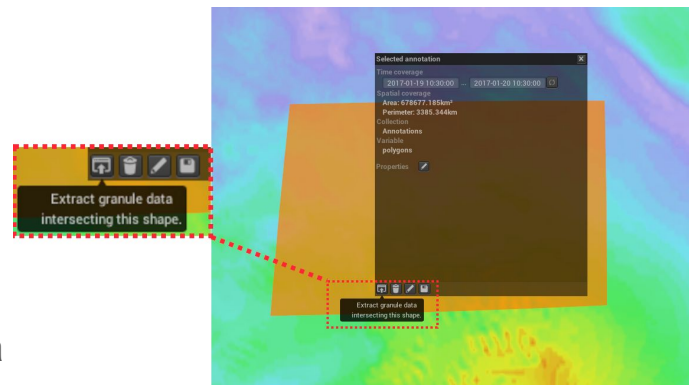 Selected annotation
Time coverage
2017-01-19 10:30:00 – 2017-01-20 10:30:00
Spatial coverage
Area: 678677.185km²
Perimeter: 3385.344km
Collection
Annotations
Variable
polygons
Properties
Extract granule data
intersecting this shape.
Extract granule data
intersecting this shape.